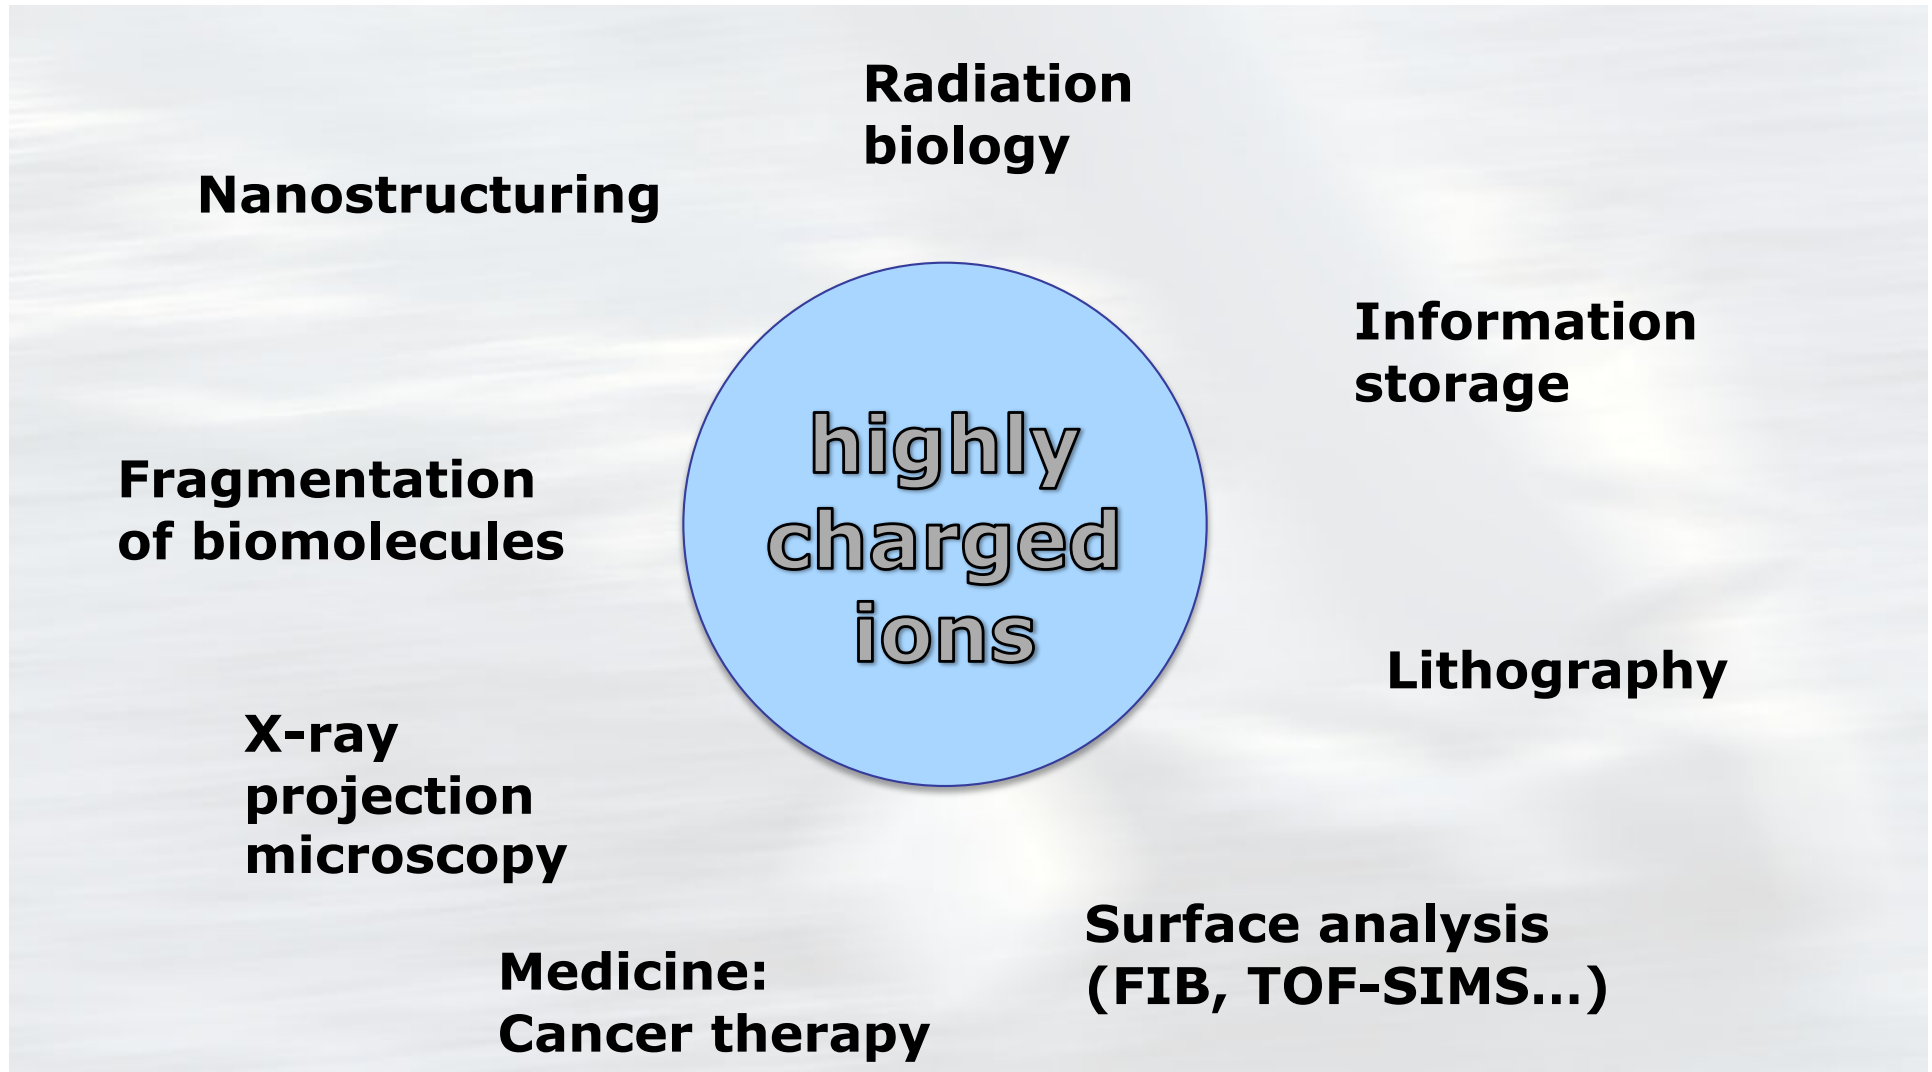 Radiation
biology
Nanostructuring
Information
storage
highly
charged
ions
Fragmentation
of biomolecules
Lithography
X-ray
projection
microscopy
Surface analysis
(FIB, TOF-SIMS...)
Medicine:
Cancer therapy